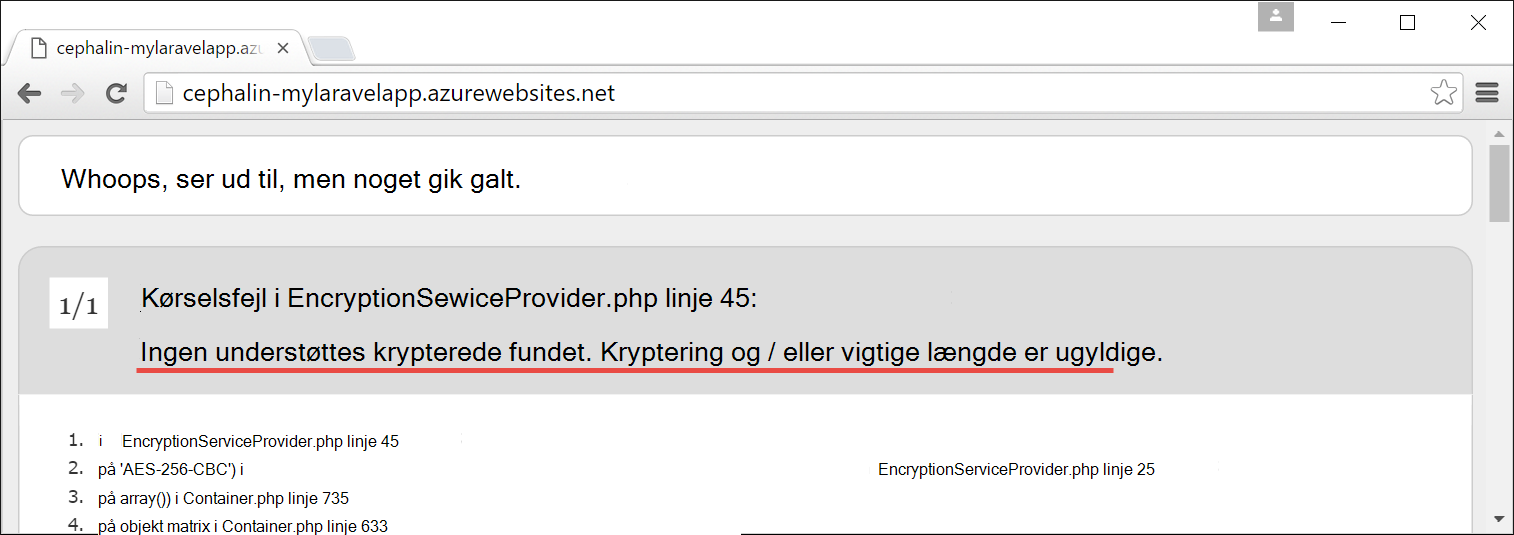 cephalin-mylaravelapp.azu
cephalin-mylaravelapp.azurewebsites.net
Whoops, ser ud til, men noget gik galt.
1/1
Kørselsfejl i EncryptionSewiceProvider.php linje 45:
Ingen understøttes krypterede fundet. Kryptering og / eller vigtige længde er ugyldige.
1. i EncryptionServiceProvider.php linje 45
2. på 'AES-256-CBC') i EncryptionServiceProvider.php linje 25
3. på array()) i Container.php linje 735
4. på objekt matrix i Container.php linje 633